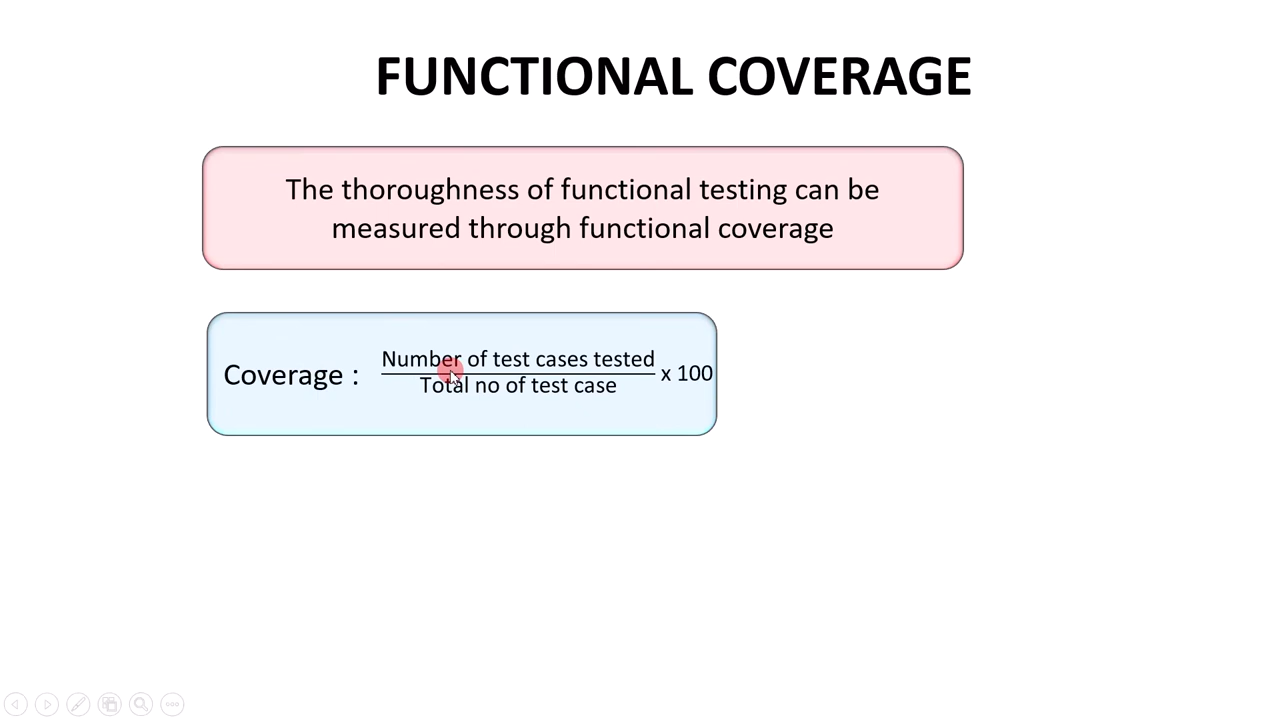 FUNCTIONAL COVERAGE
The thoroughness of functional testing can be
measured through functional coverage
Coverage :
Number of test cases tested
Total no of test case
x 100